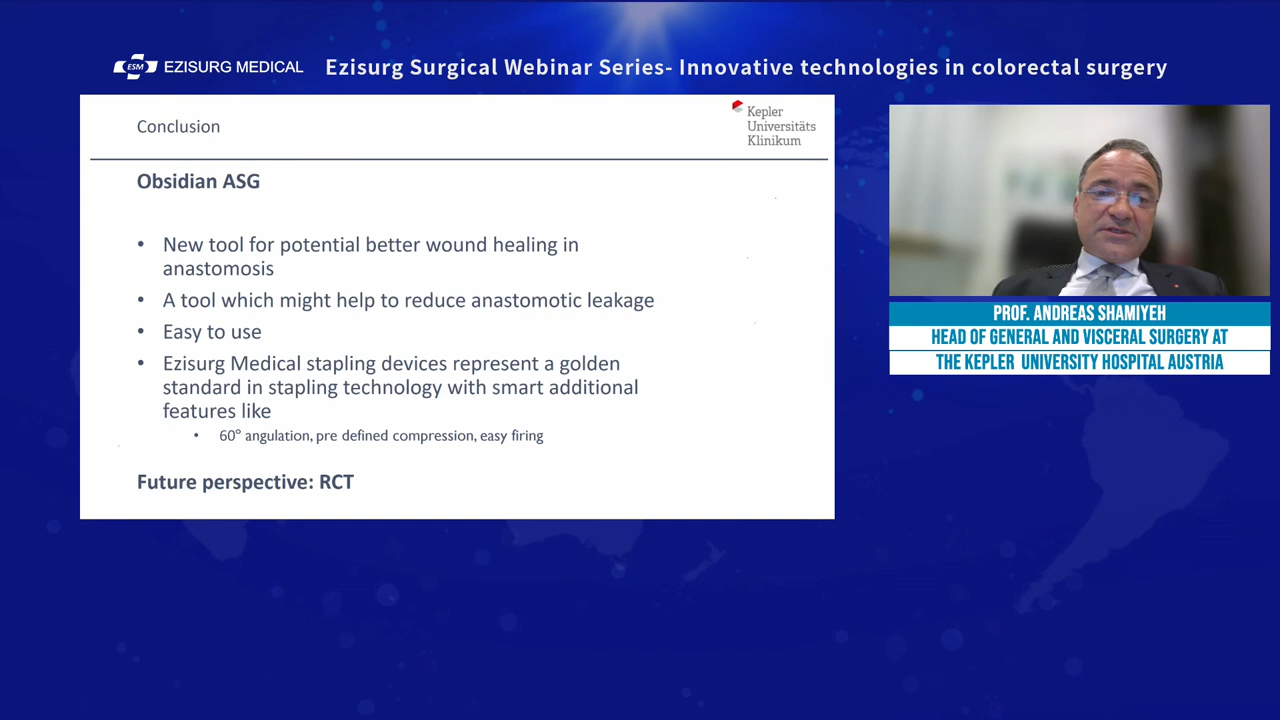 ESM EZISURG MEDICAL
Ezisurg Surgical Webinar Series- Innovative technologies in colorectal surgery
Conclusion
Kepler
Universitäts
Klinikum
Obsidian ASG
• New tool for potential better wound healing in
anastomosis
• A tool which might help to reduce anastomotic leakage
• Easy to use
• Ezisurg Medical stapling devices represent a golden
standard in stapling technology with smart additional
features like
• 60° angulation, pre defined compression, easy firing
Future perspective: RCT
PROF. ANDREAS SHAMIYEH
HEAD OF GENERAL AND VISCERAL SURGERY AT
THE KEPLER UNIVERSITY HOSPITAL AUSTRIA